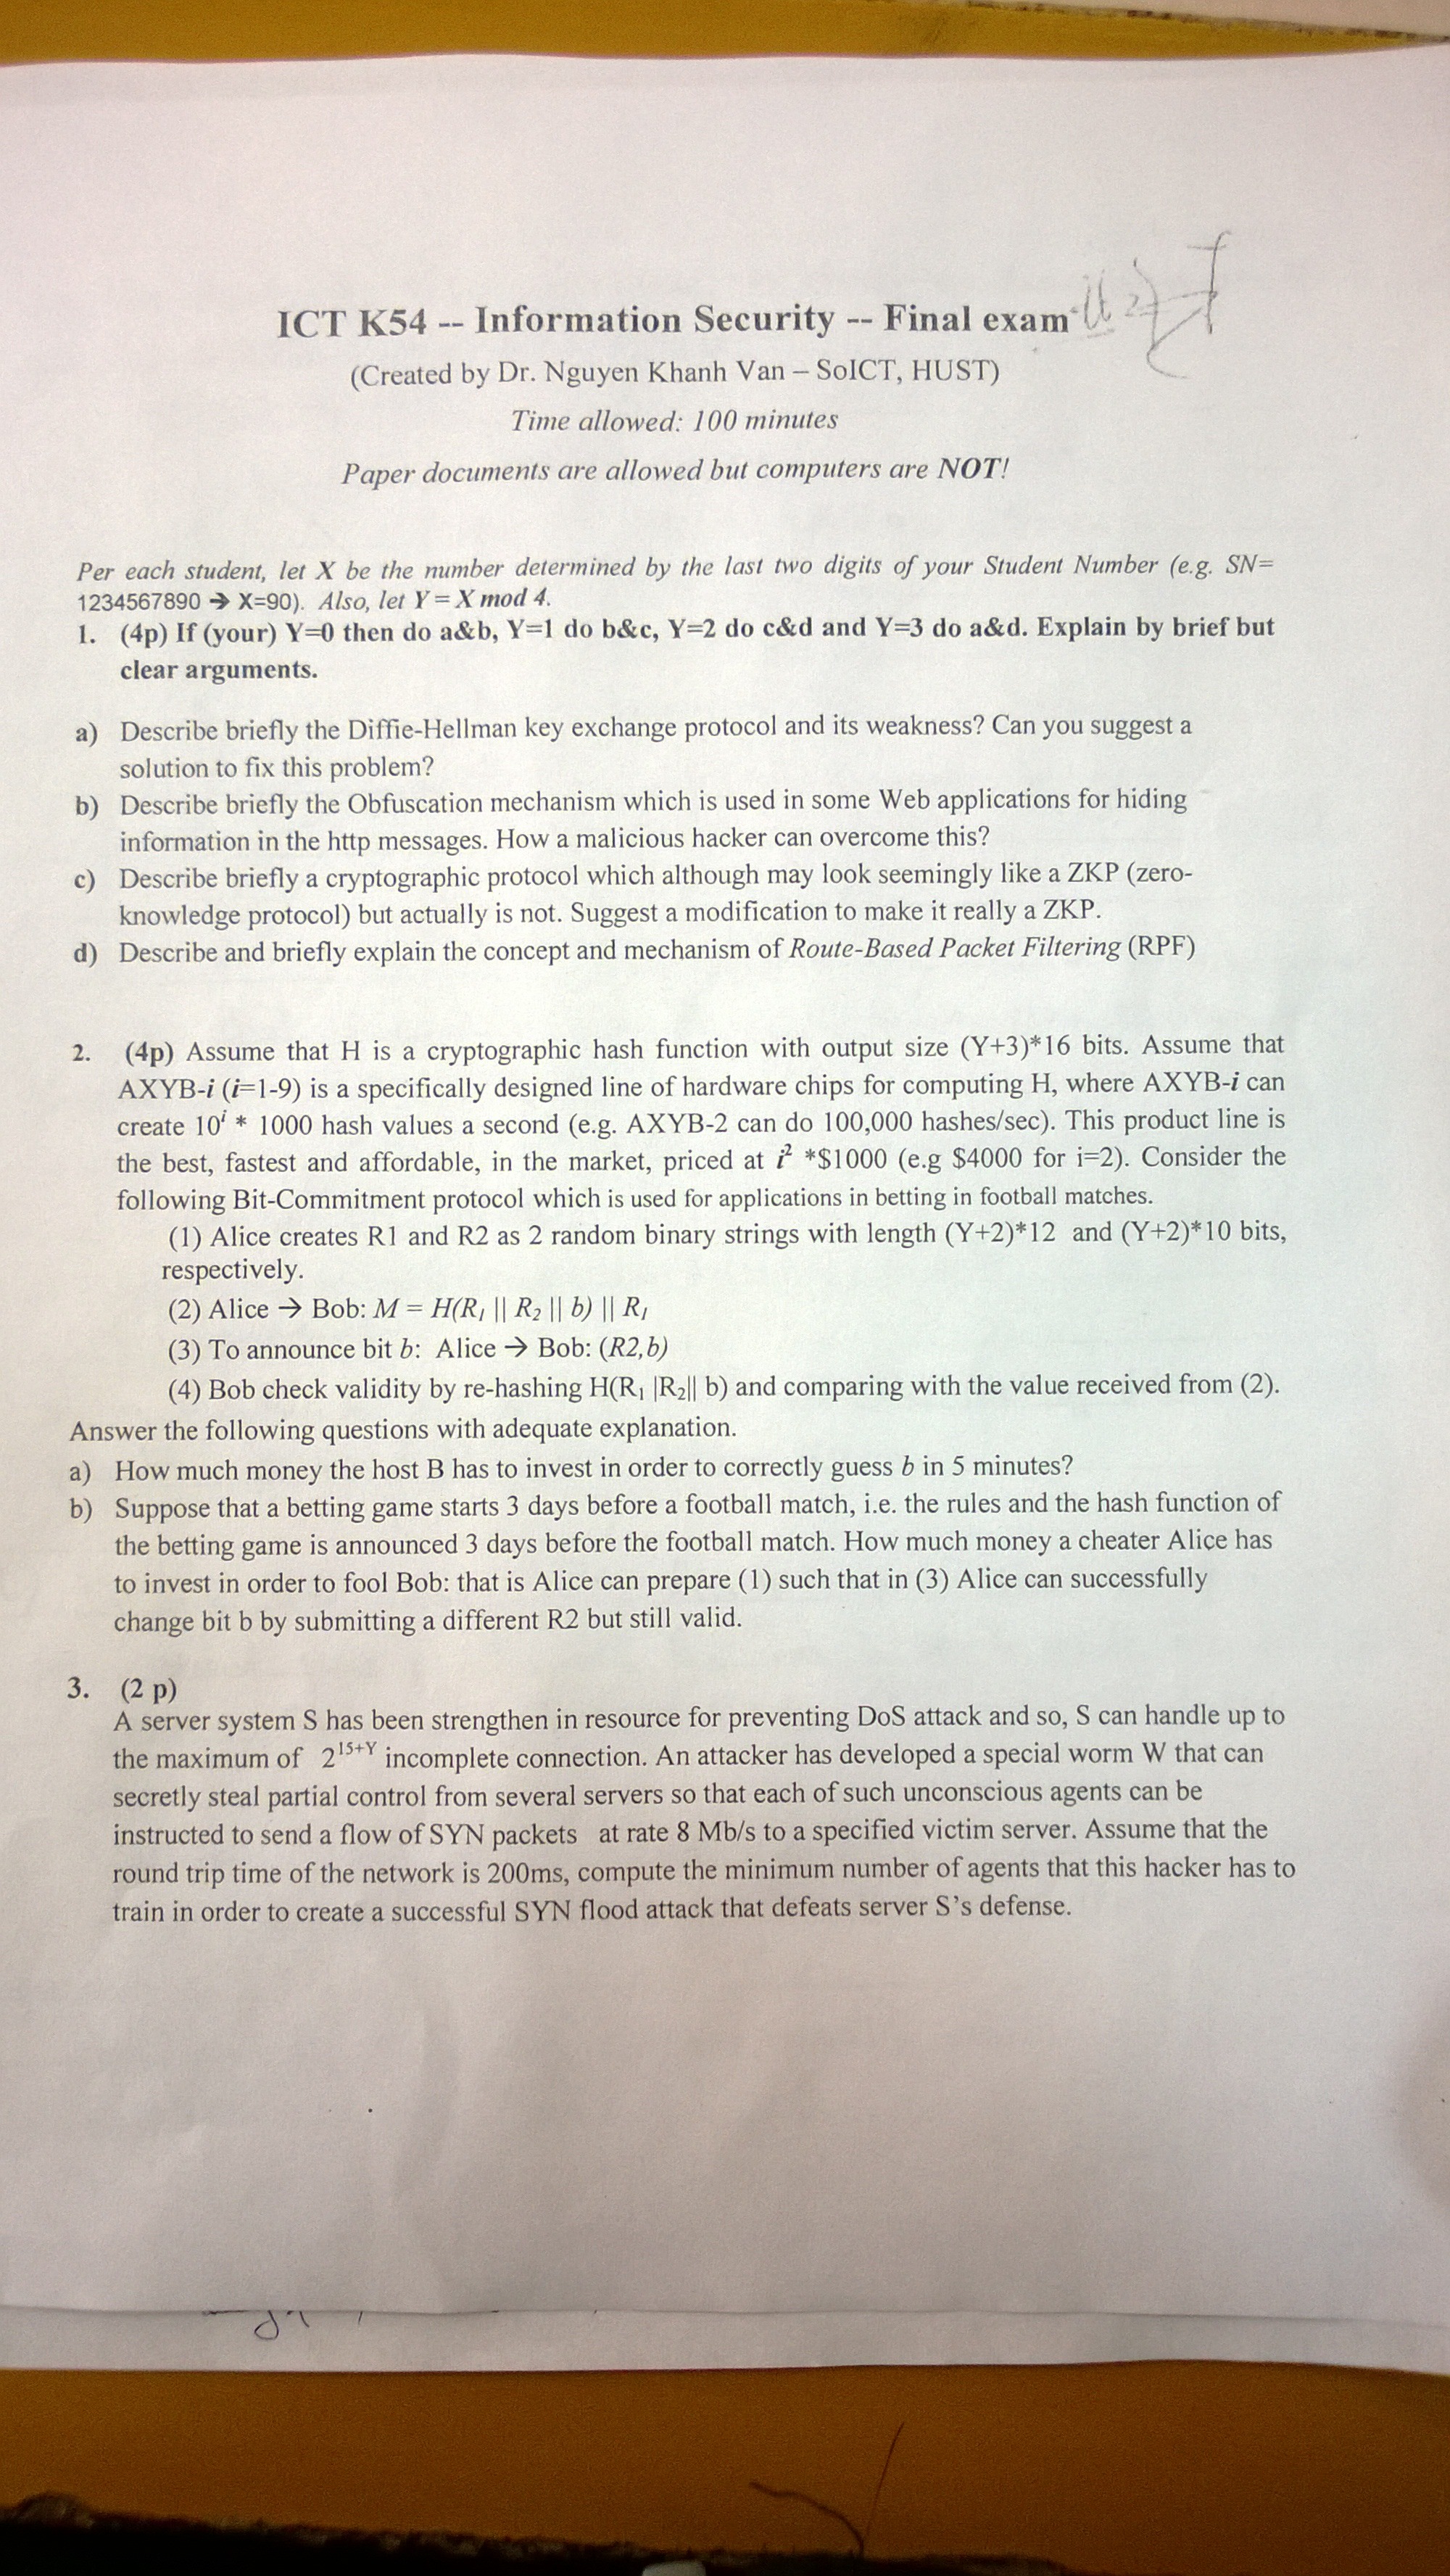 ICT K54 -- Information Security -- Final exam
(Created by Dr. Nguyen Khanh Van – SoICT, HUST)
Time allowed: 100 minutes
Paper documents are allowed but computers are NOT!
Per each student, let X be the number determined by the last two digits of your Student Number (e.g. SN=
1234567890 → X=90). Also, let Y = X mod 4.
1. (4p) If (your) Y=0 then do a&b, Y=1 do b&c, Y=2 do c&d and Y=3 do a&d. Explain by brief but
clear arguments.
a) Describe briefly the Diffie-Hellman key exchange protocol and its weakness? Can you suggest a
solution to fix this problem?
b) Describe briefly the Obfuscation mechanism which is used in some Web applications for hiding
information in the http messages. How a malicious hacker can overcome this?
c) Describe briefly a cryptographic protocol which although may look seemingly like a ZKP (zero-
knowledge protocol) but actually is not. Suggest a modification to make it really a ZKP.
d) Describe and briefly explain the concept and mechanism of Route-Based Packet Filtering (RPF)
2. (4p) Assume that H is a cryptographic hash function with output size (Y+3)*16 bits. Assume that
AXYB-i (i=1-9) is a specifically designed line of hardware chips for computing H, where AXYB-i can
create 10^i * 1000 hash values a second (e.g. AXYB-2 can do 100,000 hashes/sec). This product line is
the best, fastest and affordable, in the market, priced at i² *$1000 (e.g $4000 for i=2). Consider the
following Bit-Commitment protocol which is used for applications in betting in football matches.
(1) Alice creates R1 and R2 as 2 random binary strings with length (Y+2)*12 and (Y+2)*10 bits,
respectively.
(2) Alice → Bob: M = H(R₁ || R₂ || b) || R₁
(3) To announce bit b: Alice → Bob: (R2,b)
(4) Bob check validity by re-hashing H(R₁ |R₂|| b) and comparing with the value received from (2).
Answer the following questions with adequate explanation.
a) How much money the host B has to invest in order to correctly guess b in 5 minutes?
b) Suppose that a betting game starts 3 days before a football match, i.e. the rules and the hash function of
the betting game is announced 3 days before the football match. How much money a cheater Alice has
to invest in order to fool Bob: that is Alice can prepare (1) such that in (3) Alice can successfully
change bit b by submitting a different R2 but still valid.
3. (2 p)
A server system S has been strengthen in resource for preventing DoS attack and so, S can handle up to
the maximum of 2^15+Y incomplete connection. An attacker has developed a special worm W that can
secretly steal partial control from several servers so that each of such unconscious agents can be
instructed to send a flow of SYN packets at rate 8 Mb/s to a specified victim server. Assume that the
round trip time of the network is 200ms, compute the minimum number of agents that this hacker has to
train in order to create a successful SYN flood attack that defeats server S's defense.